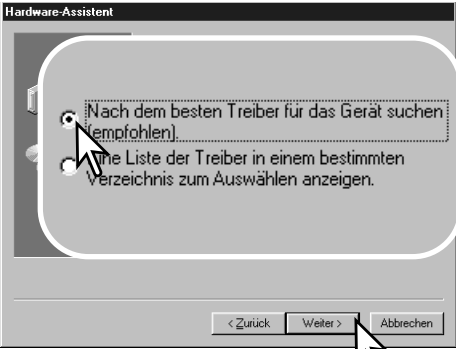 Hardware-Assistent
Nach dem besten Treiber für das Gerät suchen
(empfohlen).
Liste der Treiber in einem bestimmten
Verzeichnis zum Auswählen anzeigen.
< Zurück Weiter > Abbrechen